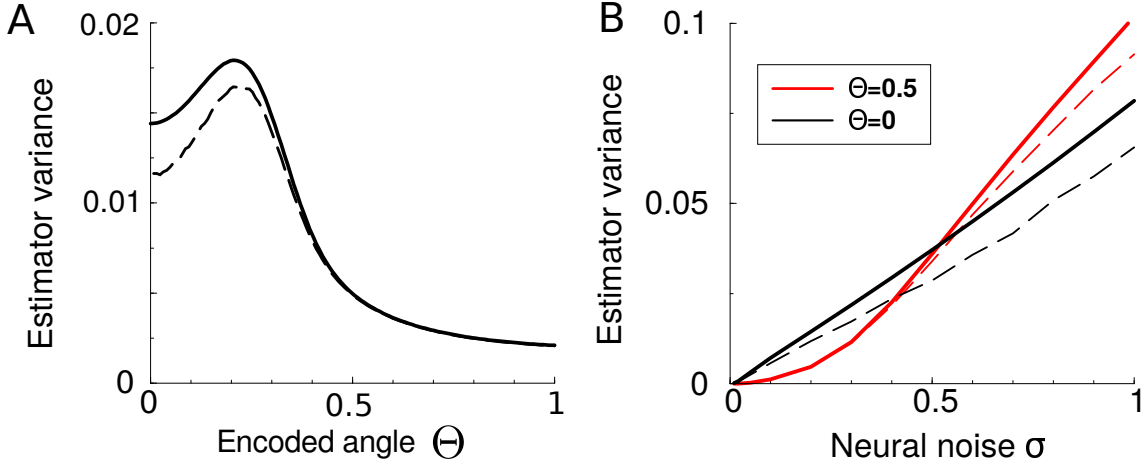 A
0.02
0.01
0
Estimator variance
0
0.5
1
Encoded angle Θ
B
0.1
0.05
0
Estimator variance
Θ=0.5
Θ=0
0
0.5
1
Neural noise σ